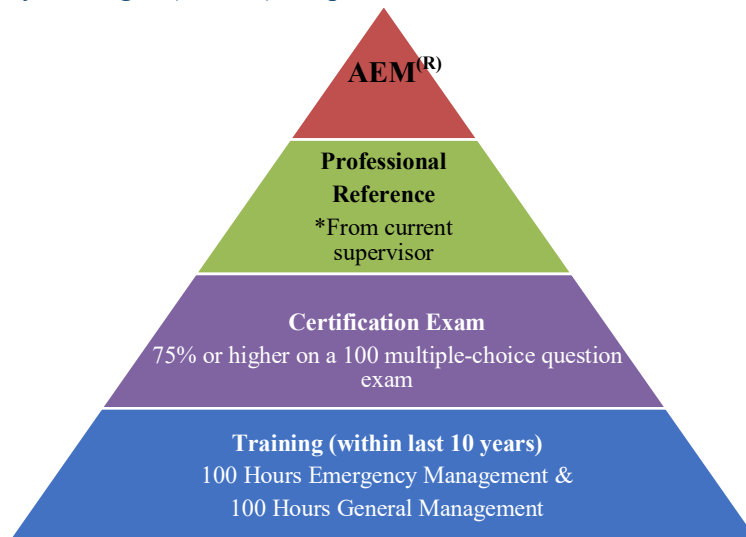 AEM(R)
Professional
Reference
*From current
supervisor
Certification Exam
75% or higher on a 100 multiple-choice question
exam
Training (within last 10 years)
100 Hours Emergency Management &
100 Hours General Management